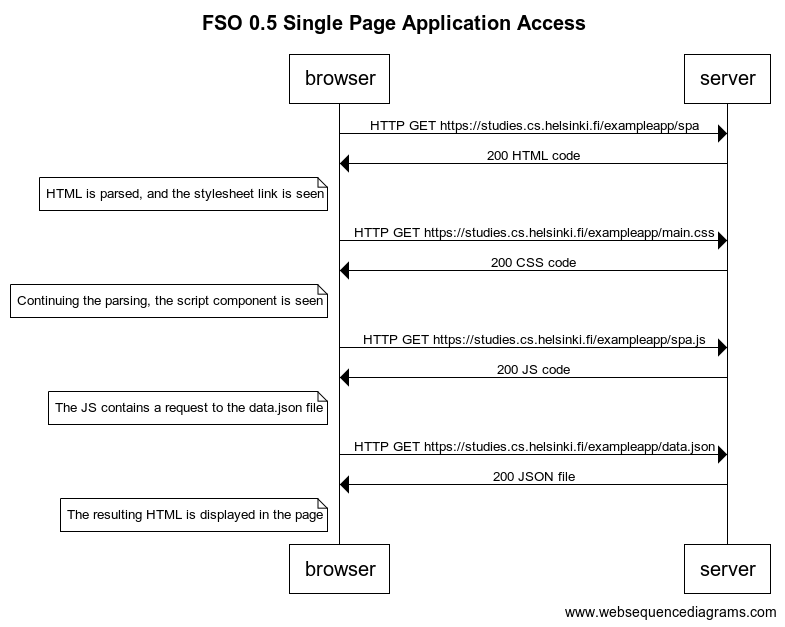 FSO 0.5 Single Page Application Access
browser
server
HTTP GET https://studies.cs.helsinki.fi/exampleapp/spa
200 HTML code
HTML is parsed, and the stylesheet link is seen
HTTP GET https://studies.cs.helsinki.fi/exampleapp/main.css
200 CSS code
Continuing the parsing, the script component is seen
HTTP GET https://studies.cs.helsinki.fi/exampleapp/spa.js
200 JS code
The JS contains a request to the data.json file
HTTP GET https://studies.cs.helsinki.fi/exampleapp/data.json
200 JSON file
The resulting HTML is displayed in the page
browser
server
www.websequencediagrams.com